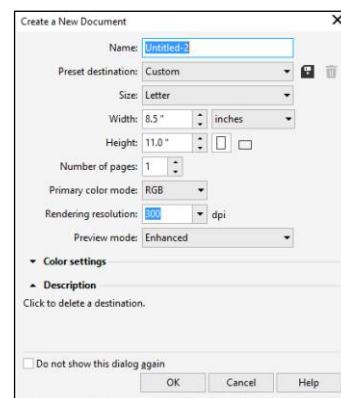 Create a New Document
Name: Untitled-2
Preset destination: Custom
Size: Letter
Width: 8.5 " inches
Height: 11.0 "
Number of pages: 1
Primary color mode: RGB
Rendering resolution: 300 dpi
Preview mode: Enhanced
Color settings
Description
Click to delete a destination.
Do not show this dialog again
OK Cancel Help